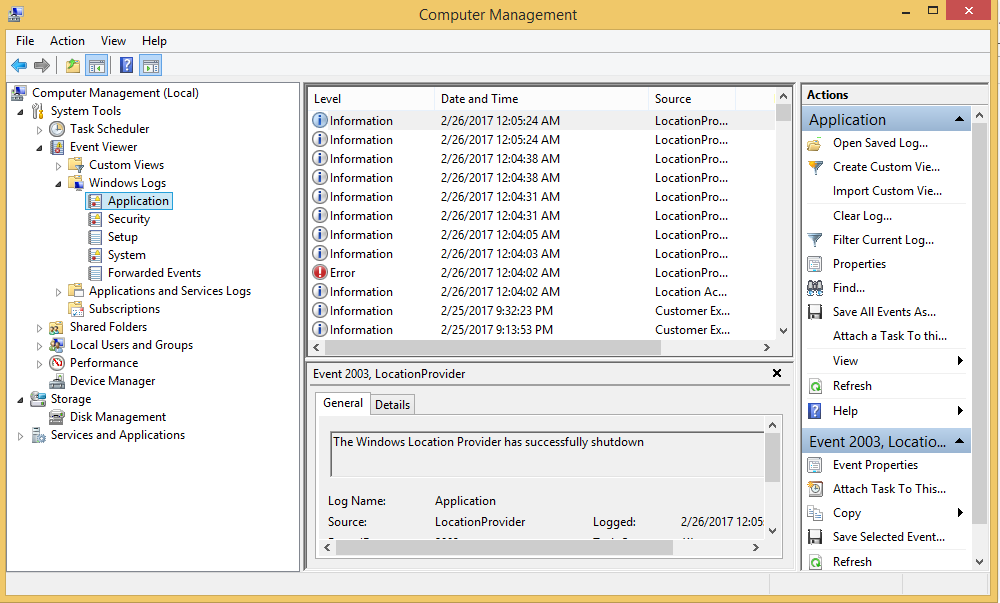 Computer Management
File Action View Help
Computer Management (Local)
System Tools
Task Scheduler
Event Viewer
Custom Views
Windows Logs
Application
Security
Setup
System
Forwarded Events
Applications and Services Logs
Subscriptions
Shared Folders
Local Users and Groups
Performance
Device Manager
Storage
Disk Management
Services and Applications
Level Date and Time Source
Information 2/26/2017 12:05:24 AM LocationPro...
Information 2/26/2017 12:05:24 AM LocationPro...
Information 2/26/2017 12:04:38 AM LocationPro...
Information 2/26/2017 12:04:38 AM LocationPro...
Information 2/26/2017 12:04:31 AM LocationPro...
Information 2/26/2017 12:04:31 AM LocationPro...
Information 2/26/2017 12:04:05 AM LocationPro...
Information 2/26/2017 12:04:03 AM LocationPro...
Error 2/26/2017 12:04:02 AM LocationPro...
Information 2/26/2017 12:04:02 AM Location Ac...
Information 2/25/2017 9:32:23 PM Customer Ex...
Information 2/25/2017 9:13:53 PM Customer Ex...
Event 2003, LocationProvider
General Details
The Windows Location Provider has successfully shutdown
Log Name: Application
Source: LocationProvider Logged: 2/26/2017 12:05:
Actions
Application
Open Saved Log...
Create Custom Vie...
Import Custom Vie...
Clear Log...
Filter Current Log...
Properties
Find...
Save All Events As...
Attach a Task To thi...
View
Refresh
Help
Event 2003, Locatio...
Event Properties
Attach Task To This...
Copy
Save Selected Event...
Refresh